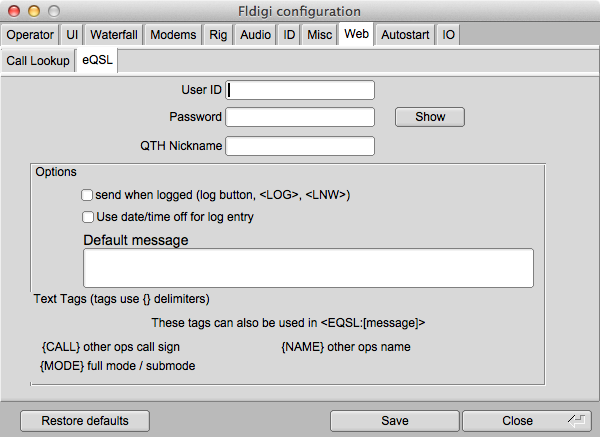 Fldigi configuration
Operator UI Waterfall Modems Rig Audio ID Misc Web Autostart IO
Call Lookup eQSL
User ID
Password Show
QTH Nickname
Options
send when logged (log button, <LOG>, <LNW>)
Use date/time off for log entry
Default message
Text Tags (tags use {} delimiters)
These tags can also be used in <EQSL:[message]>
{CALL} other ops call sign {NAME} other ops name
{MODE} full mode / submode
Restore defaults Save Close